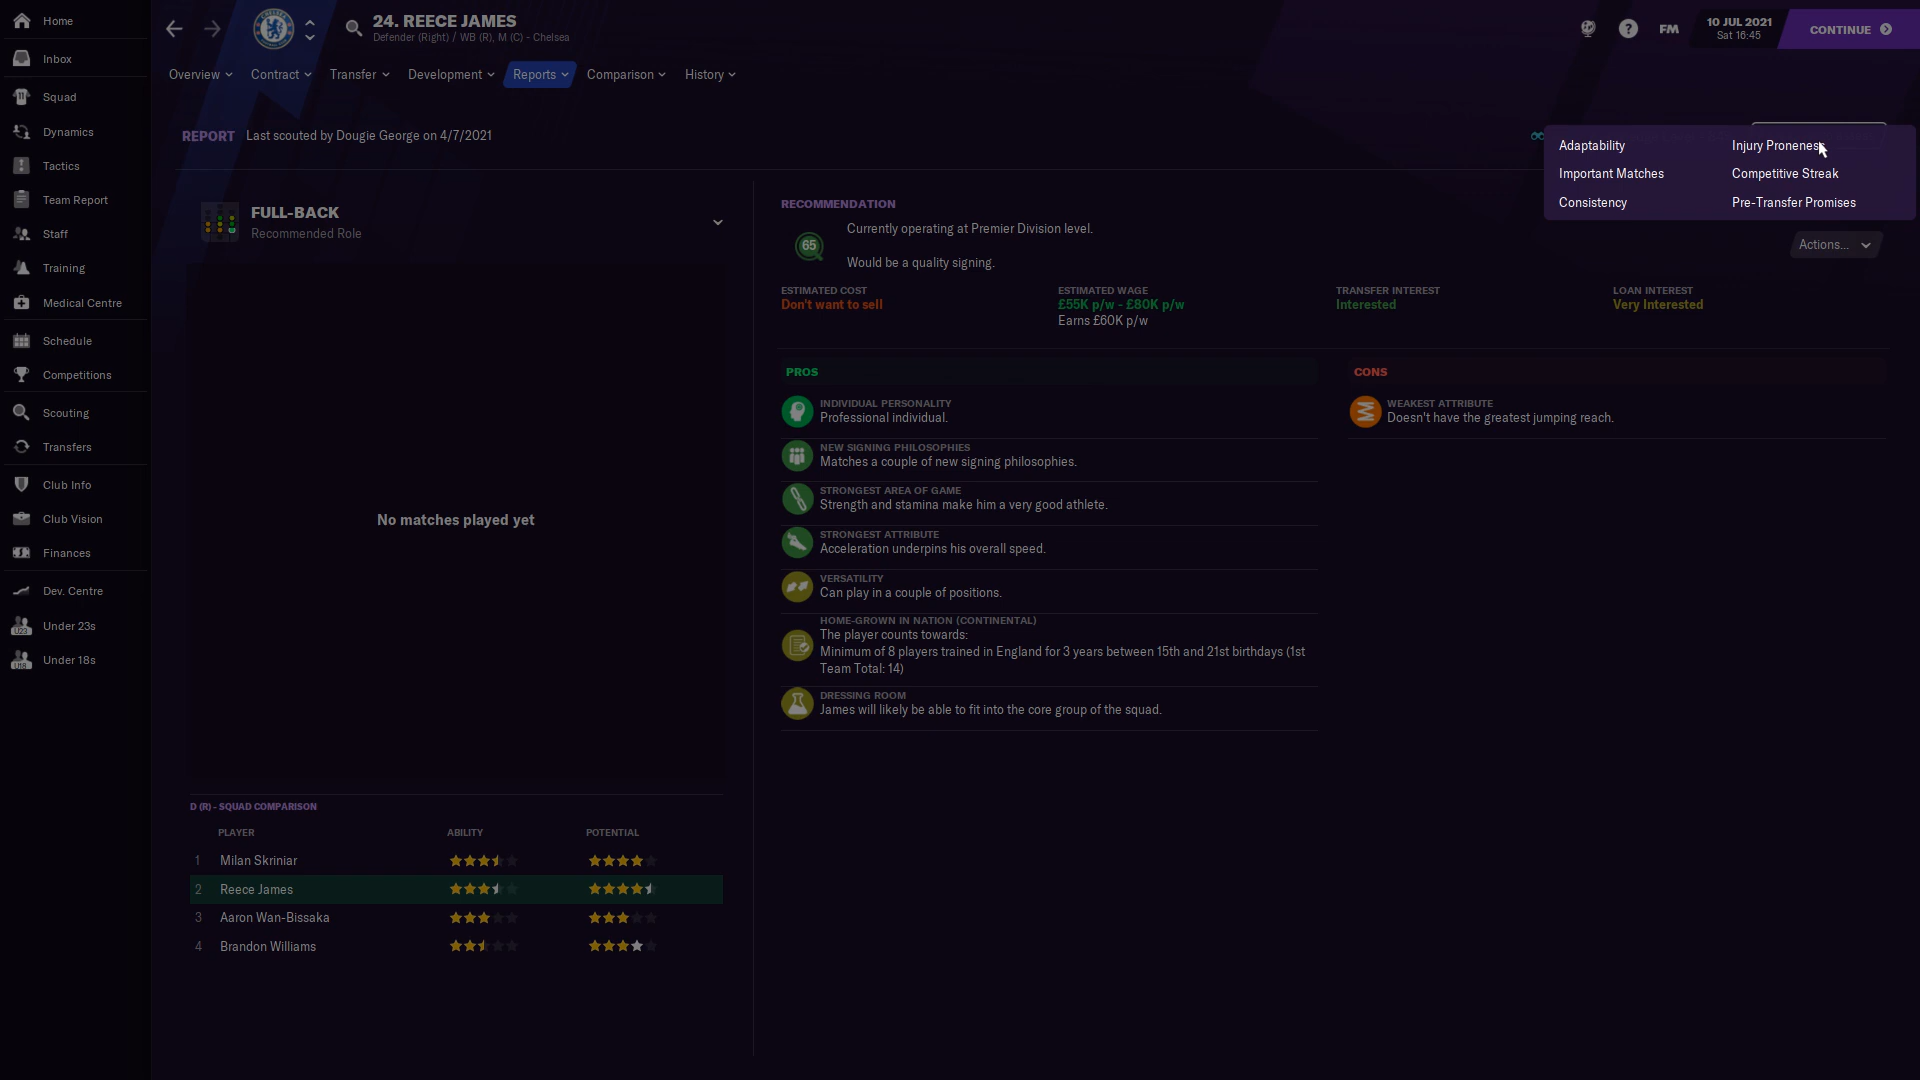 Home
Inbox
Squad
Dynamics
Tactics
Team Report
Staff
Training
Medical Centre
Schedule
Competitions
Scouting
Transfers
Club Info
Club Vision
Finances
Dev. Centre
Under 23s
Under 18s
24. REECE JAMES
Defender (Right) / WB (R), M (C) - Chelsea
FM
10 JUL 2021
Sat 16:45
CONTINUE
Overview
Contract
Transfer
Development
Reports
Comparison
History
REPORT Last scouted by Dougie George on 4/7/2021
Adaptability
Injury Proneness
Important Matches
Competitive Streak
Consistency
Pre-Transfer Promises
Actions...
FULL-BACK
Recommended Role
No matches played yet
D (R) - SQUAD COMPARISON
PLAYER ABILITY POTENTIAL
1 Milan Skriniar
2 Reece James
3 Aaron Wan-Bissaka
4 Brandon Williams
RECOMMENDATION
65
Currently operating at Premier Division level.
Would be a quality signing.
ESTIMATED COST
Don't want to sell
ESTIMATED WAGE
£55K p/w - £80K p/w
Earns £60K p/w
TRANSFER INTEREST
Interested
LOAN INTEREST
Very Interested
PROS
INDIVIDUAL PERSONALITY
Professional individual.
NEW SIGNING PHILOSOPHIES
Matches a couple of new signing philosophies.
STRONGEST AREA OF GAME
Strength and stamina make him a very good athlete.
STRONGEST ATTRIBUTE
Acceleration underpins his overall speed.
VERSATILITY
Can play in a couple of positions.
HOME-GROWN IN NATION (CONTINENTAL)
The player counts towards:
Minimum of 8 players trained in England for 3 years between 15th and 21st birthdays (1st
Team Total: 14)
DRESSING ROOM
James will likely be able to fit into the core group of the squad.
CONS
WEAKEST ATTRIBUTE
Doesn't have the greatest jumping reach.